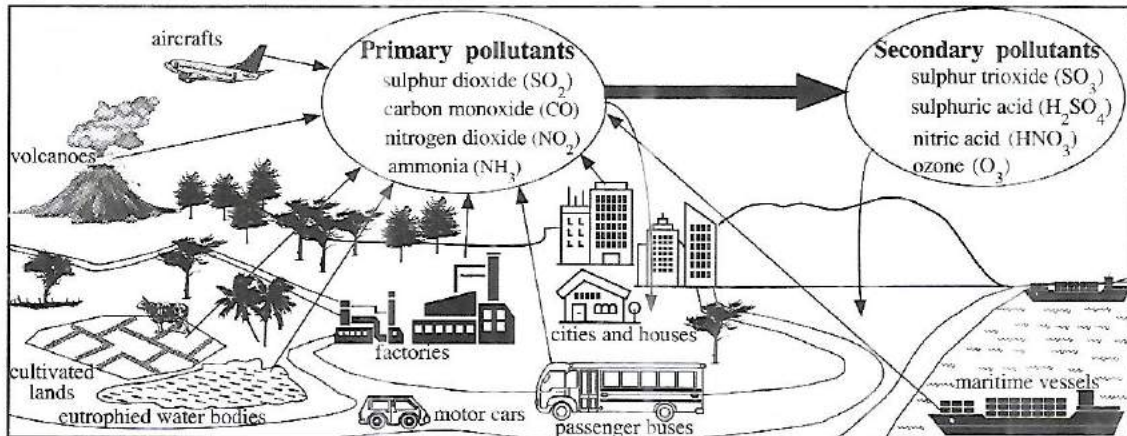 aircrafts
Primary pollutants
sulphur dioxide (SO₂)
carbon monoxide (CO)
nitrogen dioxide (NO₂)
ammonia (NH₃)
Secondary pollutants
sulphur trioxide (SO₃)
sulphuric acid (H₂SO₄)
nitric acid (HNO₃)
ozone (O₃)
volcanoes
cities and houses
factories
cultivated
lands
eutrophied water bodies
motor cars
passenger buses
maritime vessels